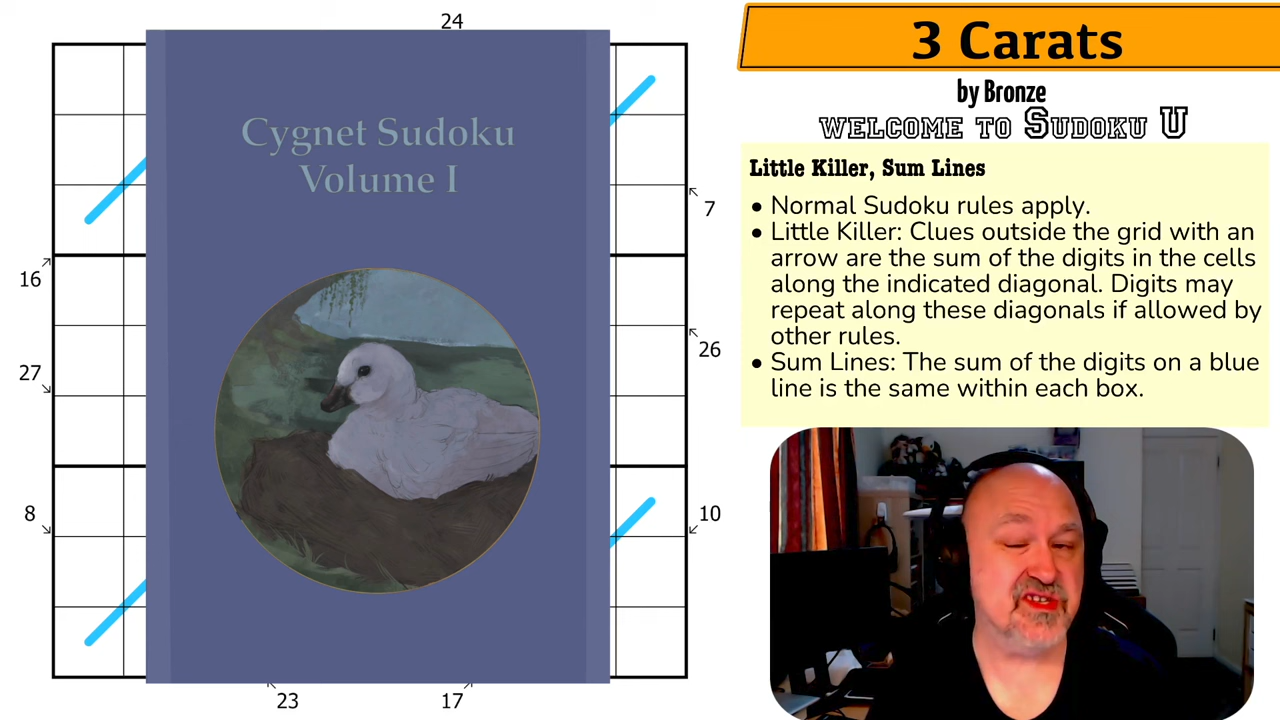 24
Cygnet Sudoku
Volume I
7
16
26
27
8
10
23
17
3 Carats
by Bronze
WELCOME TO SUDOKU U
Little Killer, Sum Lines
• Normal Sudoku rules apply.
• Little Killer: Clues outside the grid with an
arrow are the sum of the digits in the cells
along the indicated diagonal. Digits may
repeat along these diagonals if allowed by
other rules.
• Sum Lines: The sum of the digits on a blue
line is the same within each box.